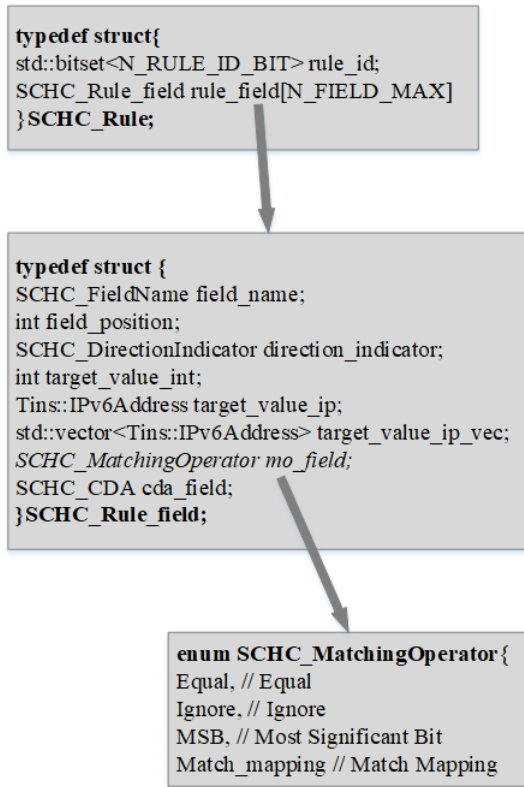 typedef struct{
std::bitset<N_RULE_ID_BIT> rule_id;
SCHC_Rule_field rule_field[N_FIELD_MAX]
}SCHC_Rule;
typedef struct {
SCHC_FieldName field_name;
int field_position;
SCHC_DirectionIndicator direction_indicator;
int target_value_int;
Tins::IPv6Address target_value_ip;
std::vector<Tins::IPv6Address> target_value_ip_vec;
SCHC_MatchingOperator mo_field;
SCHC_CDA cda_field;
}SCHC_Rule_field;
enum SCHC_MatchingOperator{
Equal, // Equal
Ignore, // Ignore
MSB, // Most Significant Bit
Match_mapping // Match Mapping